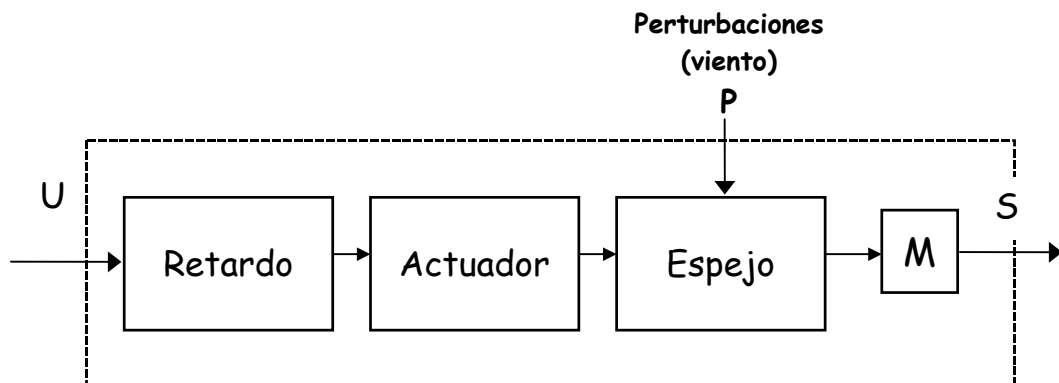 Perturbaciones
(viento)
P
U
S
Retardo
Actuador
Espejo
M